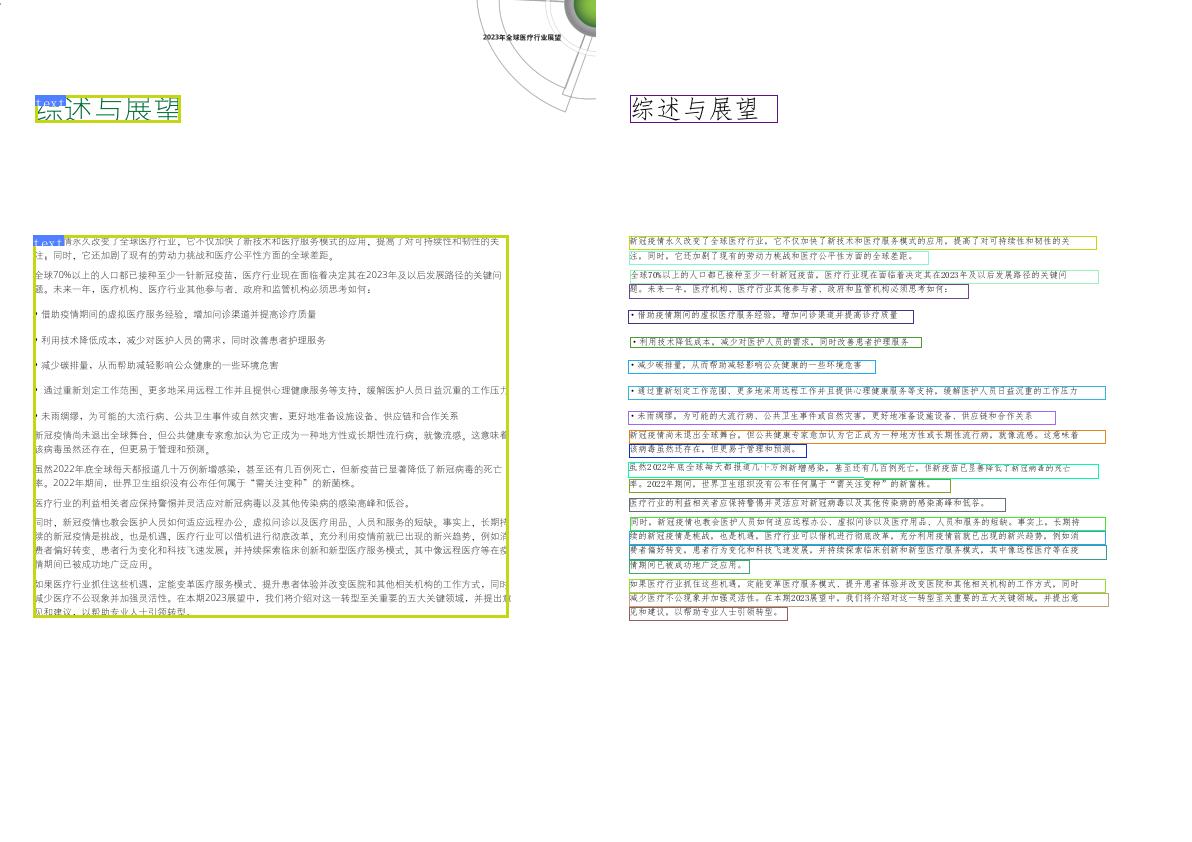 2023年全球医疗行业展望
text
综述与展望
text
情永久改变了全球医疗行业，它不仅加快了新技术和医疗服务模式的应用，提高了对可持续性和韧性的关
注；同时，它还加剧了现有的劳动力挑战和医疗公平性方面的全球差距。
全球70%以上的人口都已接种至少一针新冠疫苗，医疗行业现在面临着决定其在2023年及以后发展路径的关键问
题。未来一年，医疗机构、医疗行业其他参与者、政府和监管机构必须思考如何：
• 借助疫情期间的虚拟医疗服务经验，增加问诊渠道并提高诊疗质量
• 利用技术降低成本，减少对医护人员的需求，同时改善患者护理服务
• 减少碳排量，从而帮助减轻影响公众健康的一些环境危害
• 通过重新划定工作范围、更多地采用远程工作并且提供心理健康服务等支持，缓解医护人员日益沉重的工作压力
• 未雨绸缪，为可能的大流行病、公共卫生事件或自然灾害，更好地准备设施设备、供应链和合作关系
新冠疫情尚未退出全球舞台，但公共健康专家愈加认为它正成为一种地方性或长期性流行病，就像流感。这意味着
该病毒虽然还存在，但更易于管理和预测。
虽然2022年底全球每天都报道几十万例新增感染，甚至还有几百例死亡，但新疫苗已显著降低了新冠病毒的死亡
率。2022年期间，世界卫生组织没有公布任何属于“需关注变种”的新菌株。
医疗行业的利益相关者应保持警惕并灵活应对新冠病毒以及其他传染病的感染高峰和低谷。
同时，新冠疫情也教会医护人员如何适应远程办公、虚拟问诊以及医疗用品、人员和服务的短缺。事实上，长期持
续的新冠疫情是挑战，也是机遇，医疗行业可以借机进行彻底改革，充分利用疫情前就已出现的新兴趋势，例如消
费者偏好转变、患者行为变化和科技飞速发展；并持续探索临床创新和新型医疗服务模式，其中像远程医疗等在疫
情期间已被成功地广泛应用。
如果医疗行业抓住这些机遇，定能变革医疗服务模式、提升患者体验并改变医院和其他相关机构的工作方式，同时
减少医疗不公现象并加强灵活性。在本期2023展望中，我们将介绍对这一转型至关重要的五大关键领域，并提出意
见和建议，以帮助专业人士引领转型。
综述与展望
新冠疫情永久改变了全球医疗行业，它不仅加快了新技术和医疗服务模式的应用，提高了对可持续性和韧性的关
注。同时，它还加剧了现有的劳动力挑战和医疗公平性方面的全球差距。
全球70%以上的人口都已接种至少一针新冠疫苗，医疗行业现在面临着决定其在2023年及以后发展路径的关键问
题。未来一年，医疗机构、医疗行业其他参与者、政府和监管机构必须思考如何：
•借助疫情期间的虚拟医疗服务经验，增加问诊渠道并提高诊疗质量
•利用技术降低成本，减少对医护人员的需求，同时改善患者护理服务
•减少碳排量，从而帮助减轻影响公众健康的一些环境危害
•通过重新划定工作范围、更多地采用远程工作并且提供心理健康服务等支持，缓解医护人员日益沉重的工作压力
•未雨绸缪，为可能的大流行病、公共卫生事件或自然灾害，更好地准备设施设备、供应链和合作关系
新冠疫情尚未退出全球舞台，但公共健康专家愈加认为它正成为一种地方性或长期性流行病，就像流感。这意味着
该病毒虽然还存在，但更易于管理和预测。
虽然2022年底全球每天都报道几十万例新增感染，甚至还有几百例死亡，但新疫苗已显著降低了新冠病毒的死亡
率。2022年期间，世界卫生组织没有公布任何属于“需关注变种”的新菌株。
医疗行业的利益相关者应保持警惕并灵活应对新冠病毒以及其他传染病的感染高峰和低谷。
同时，新冠疫情也教会医护人员如何适应远程办公、虚拟问诊以及医疗用品、人员和服务的短缺。事实上，长期持
续的新冠疫情是挑战，也是机遇，医疗行业可以借机进行彻底改革，充分利用疫情前就已出现的新兴趋势，例如消
费者偏好转变，患者行为变化和科技飞速发展，并持续探索临床创新和新型医疗服务模式，其中像远程医疗等在疫
情期间已被成功地广泛应用。
如果医疗行业抓住这些机遇，定能变革医疗服务模式、提升患者体验并改变医院和其他相关机构的工作方式，同时
减少医疗不公现象并加强灵活性。在本期2023展望中，我们将介绍对这一转型至关重要的五大关键领域，并提出意
见和建议，以帮助专业人士引领转型。